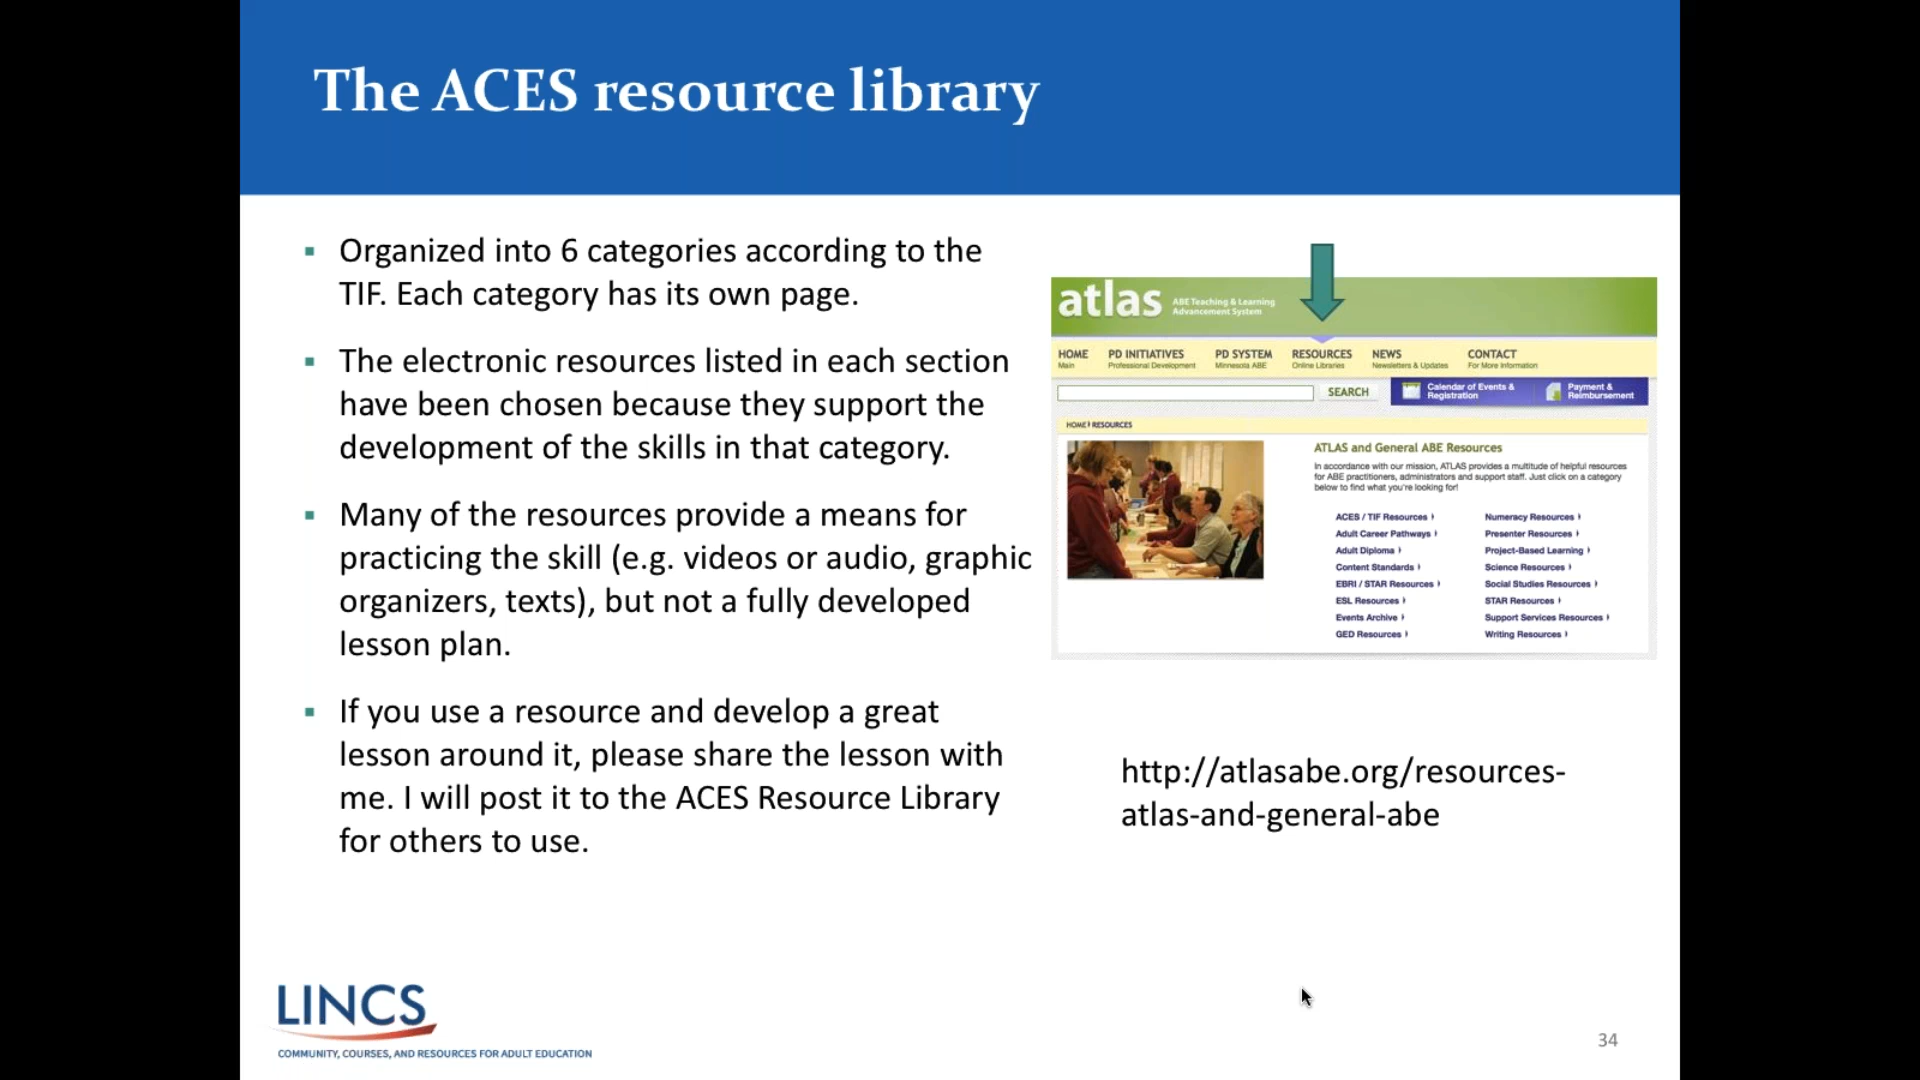 The ACES resource library
▪ Organized into 6 categories according to the
TIF. Each category has its own page.
▪ The electronic resources listed in each section
have been chosen because they support the
development of the skills in that category.
▪ Many of the resources provide a means for
practicing the skill (e.g. videos or audio, graphic
organizers, texts), but not a fully developed
lesson plan.
▪ If you use a resource and develop a great
lesson around it, please share the lesson with
me. I will post it to the ACES Resource Library
for others to use.
atlas ABE Teaching & Learning
Advancement System
HOME PD INITIATIVES PD SYSTEM RESOURCES NEWS CONTACT
Main Professional Development Minnesota ABE Online Libraries Newsletters & Updates For More Information
SEARCH Calendar of Events & Payment &
Registration Reimbursement
HOME RESOURCES
ATLAS and General ABE Resources
In accordance with our mission, ATLAS provides a multitude of helpful resources
for ABE practitioners, administrators and support staff. Just click on a category
below to find what you're looking for!
ACES / TIF Resources Numeracy Resources
Adult Career Pathways Presenter Resources
Adult Diploma Project-Based Learning
Content Standards Science Resources
EBRI / STAR Resources Social Studies Resources
ESL Resources STAR Resources
Events Archive Support Services Resources
GED Resources Writing Resources
http://atlasabe.org/resources-
atlas-and-general-abe
LINCS
COMMUNITY, COURSES, AND RESOURCES FOR ADULT EDUCATION
34